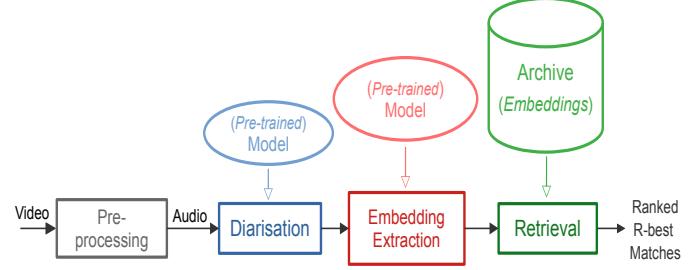 Archive
(Embeddings)
(Pre-trained)
Model
(Pre-trained)
Model
Video
Pre-
processing
Audio
Diarisation
Embedding
Extraction
Retrieval
Ranked
R-best
Matches